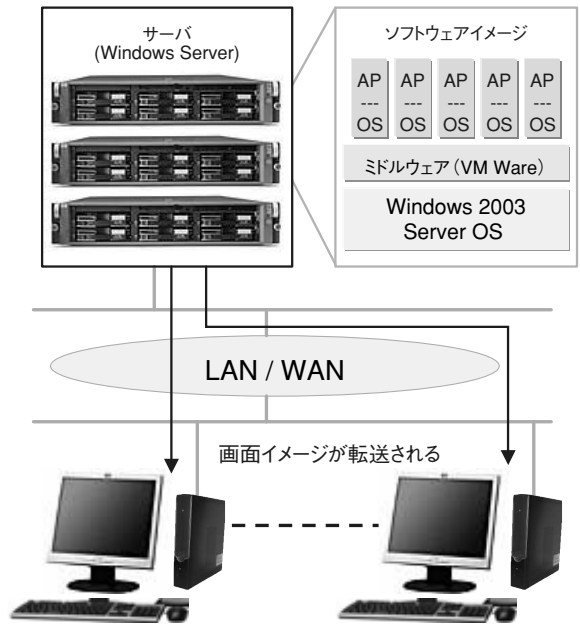 サーバ
(Windows Server)
ソフトウェアイメージ
AP AP AP AP AP
--- --- --- --- ---
OS OS OS OS OS
ミドルウェア（VM Ware）
Windows 2003
Server OS
LAN / WAN
画面イメージが転送される